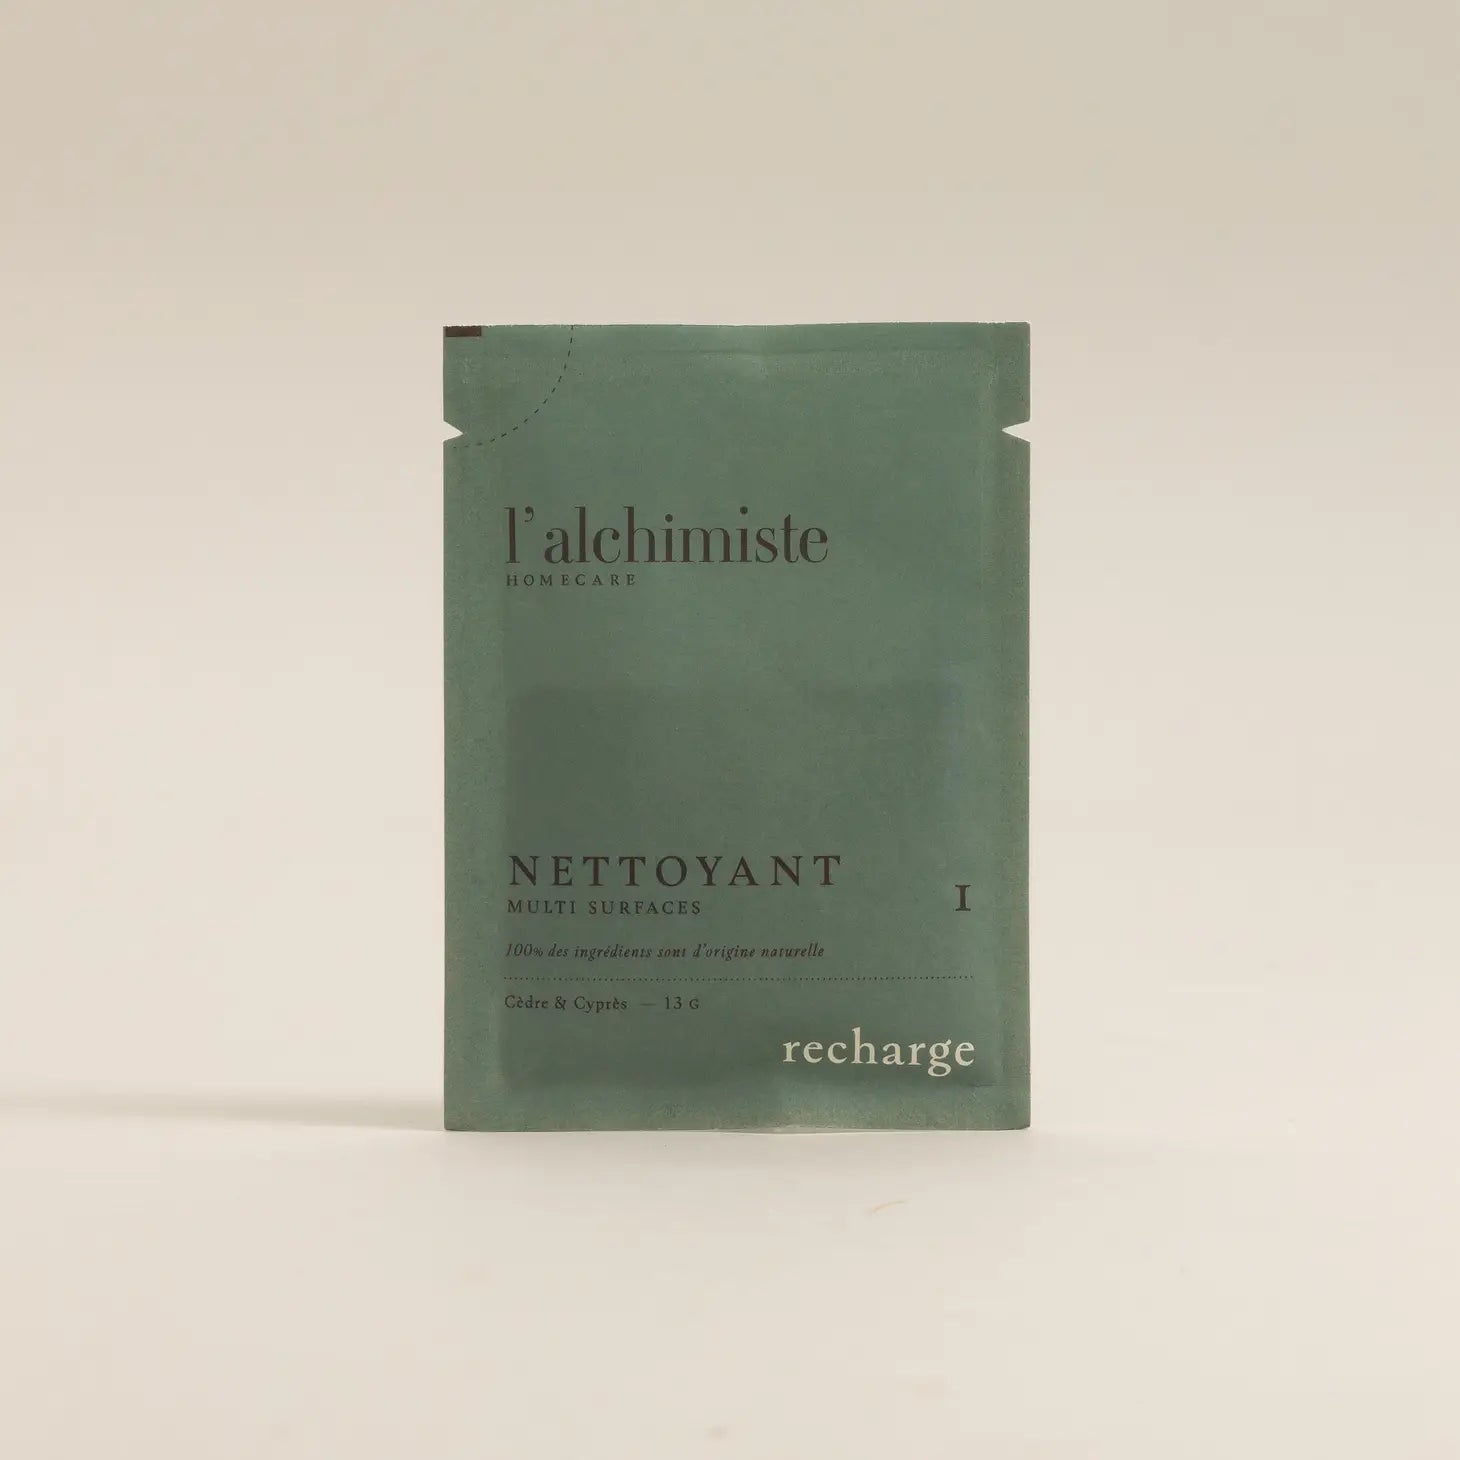 l'alchimiste
HOMECARE
NETTOYANT
MULTI SURFACES
I
100% des ingrédients sont d'origine naturelle
Cèdre & Cyprès — 13 G
recharge